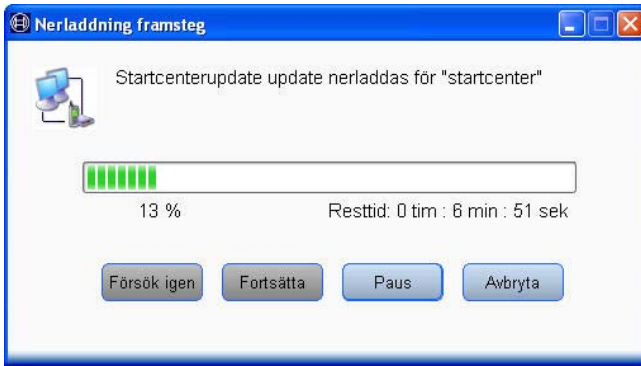 Nerladdning framsteg
Startcenterupdate update nerladdas för "startcenter"
13 % Resttid: 0 tim : 6 min : 51 sek
Försök igen Fortsätta Paus Avbryta